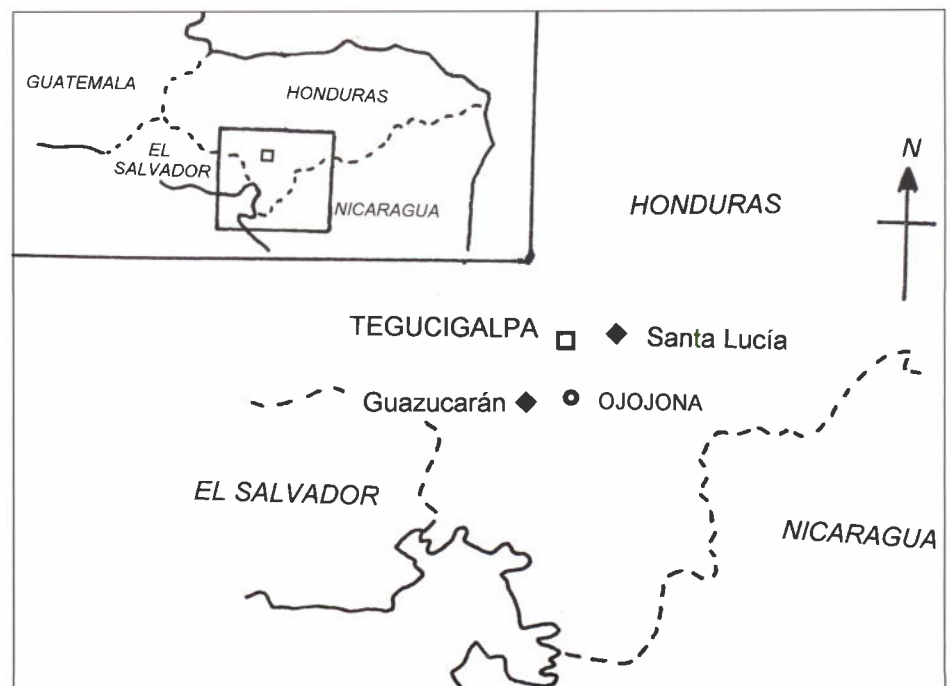 GUATEMALA
HONDURAS
EL
SALVADOR
NICARAGUA
N
HONDURAS
TEGUCIGALPA
Santa Lucía
Guazucarán
OJOJONA
EL SALVADOR
NICARAGUA